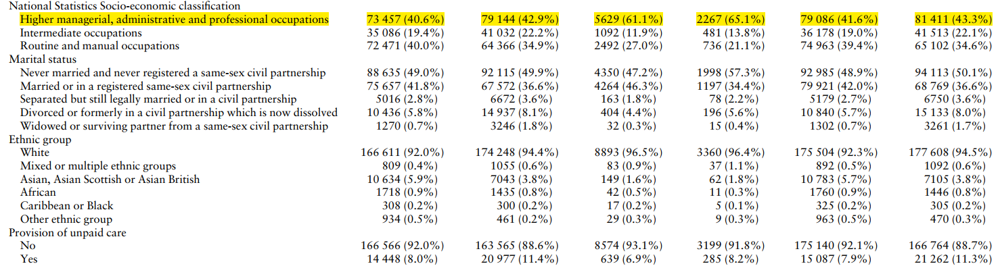 National Statistics Socio-economic classification
Higher managerial, administrative and professional occupations 73 457 (40.6%) 79 144 (42.9%) 5629 (61.1%) 2267 (65.1%) 79 086 (41.6%) 81 411 (43.3%)
Intermediate occupations 35 086 (19.4%) 41 032 (22.2%) 1092 (11.9%) 481 (13.8%) 36 178 (19.0%) 41 513 (22.1%)
Routine and manual occupations 72 471 (40.0%) 64 366 (34.9%) 2492 (27.0%) 736 (21.1%) 74 963 (39.4%) 65 102 (34.6%)
Marital status
Never married and never registered a same-sex civil partnership 88 635 (49.0%) 92 115 (49.9%) 4350 (47.2%) 1998 (57.3%) 92 985 (48.9%) 94 113 (50.1%)
Married or in a registered same-sex civil partnership 75 657 (41.8%) 67 572 (36.6%) 4264 (46.3%) 1197 (34.4%) 79 921 (42.0%) 68 769 (36.6%)
Separated but still legally married or in a civil partnership 5016 (2.8%) 6672 (3.6%) 163 (1.8%) 78 (2.2%) 5179 (2.7%) 6750 (3.6%)
Divorced or formerly in a civil partnership which is now dissolved 10 436 (5.8%) 14 937 (8.1%) 404 (4.4%) 196 (5.6%) 10 840 (5.7%) 15 133 (8.0%)
Widowed or surviving partner from a same-sex civil partnership 1270 (0.7%) 3246 (1.8%) 32 (0.3%) 15 (0.4%) 1302 (0.7%) 3261 (1.7%)
Ethnic group
White 166 611 (92.0%) 174 248 (94.4%) 8893 (96.5%) 3360 (96.4%) 175 504 (92.3%) 177 608 (94.5%)
Mixed or multiple ethnic groups 809 (0.4%) 1055 (0.6%) 83 (0.9%) 37 (1.1%) 892 (0.5%) 1092 (0.6%)
Asian, Asian Scottish or Asian British 10 634 (5.9%) 7043 (3.8%) 149 (1.6%) 62 (1.8%) 10 783 (5.7%) 7105 (3.8%)
African 1718 (0.9%) 1435 (0.8%) 42 (0.5%) 11 (0.3%) 1760 (0.9%) 1446 (0.8%)
Caribbean or Black 308 (0.2%) 300 (0.2%) 17 (0.2%) 5 (0.1%) 325 (0.2%) 305 (0.2%)
Other ethnic group 934 (0.5%) 461 (0.2%) 29 (0.3%) 9 (0.3%) 963 (0.5%) 470 (0.3%)
Provision of unpaid care
No 166 566 (92.0%) 163 565 (88.6%) 8574 (93.1%) 3199 (91.8%) 175 140 (92.1%) 166 764 (88.7%)
Yes 14 448 (8.0%) 20 977 (11.4%) 639 (6.9%) 285 (8.2%) 15 087 (7.9%) 21 262 (11.3%)